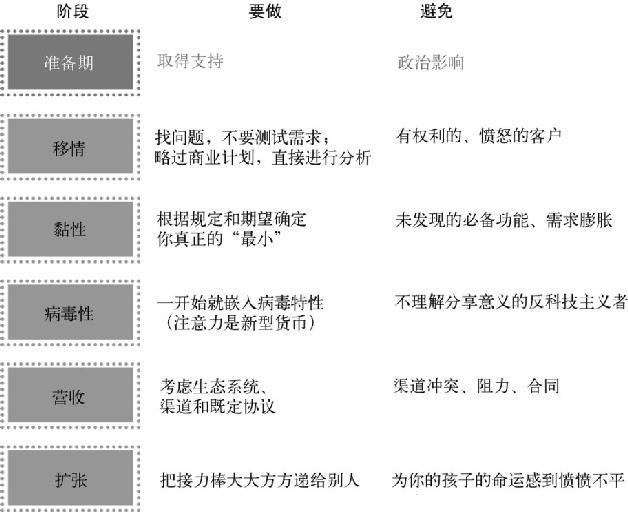 阶段 要做 避免
准备期 取得支持 政治影响
移情 找问题，不要测试需求；
略过商业计划，直接进行分析 有权利的、愤怒的客户
黏性 根据规定和期望确定
你真正的“最小” 未发现的必备功能、需求膨胀
病毒性 一开始就嵌入病毒特性
（注意力是新型货币） 不理解分享意义的反科技主义者
营收 考虑生态系统、
渠道和既定协议 渠道冲突、阻力、合同
扩张 把接力棒大大方方递给别人 为你的孩子的命运感到愤愤不平